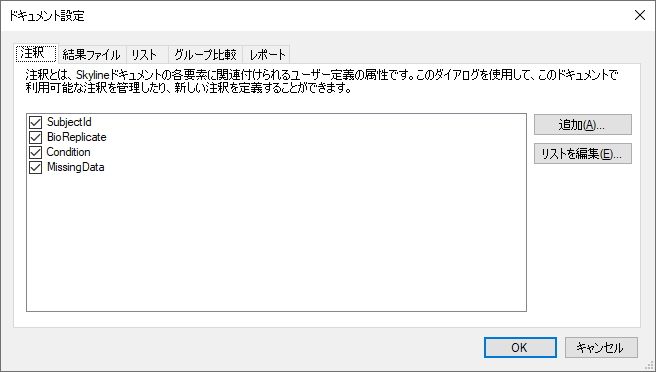 ドキュメント設定
注釈 結果ファイル リスト グループ比較 レポート
注釈とは、Skylineドキュメントの各要素に関連付けられるユーザー定義の属性です。このダイアログを使用して、このドキュメントで
利用可能な注釈を管理したり、新しい注釈を定義することができます。
SubjectId
BioReplicate
Condition
MissingData
追加(A)...
リストを編集(E)...
OK キャンセル